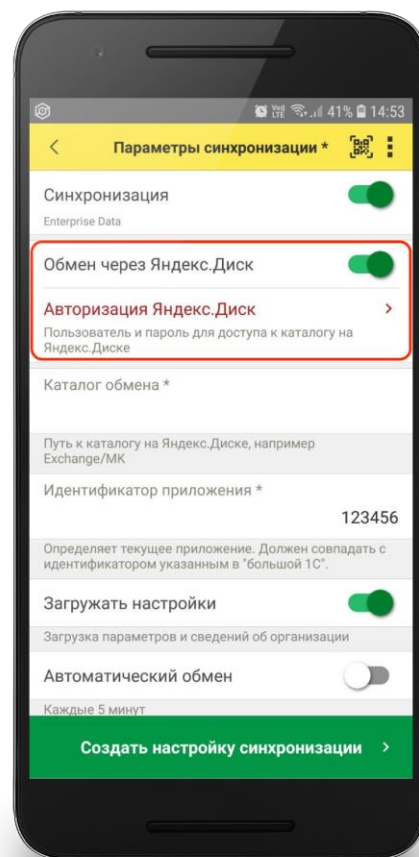 Vo) LTE 41% 14:53
Параметры синхронизации *
Синхронизация
Enterprise Data
Обмен через Яндекс.Диск
Авторизация Яндекс.Диск
Пользователь и пароль для доступа к каталогу на
Яндекс.Диске
Каталог обмена *
Путь к каталогу на Яндекс.Диске, например
Exchange/MK
Идентификатор приложения *
123456
Определяет текущее приложение. Должен совпадать с
идентификатором указанным в "большой 1С".
Загружать настройки
Загрузка параметров и сведений об организации
Автоматический обмен
Каждые 5 минут
Создать настройку синхронизации